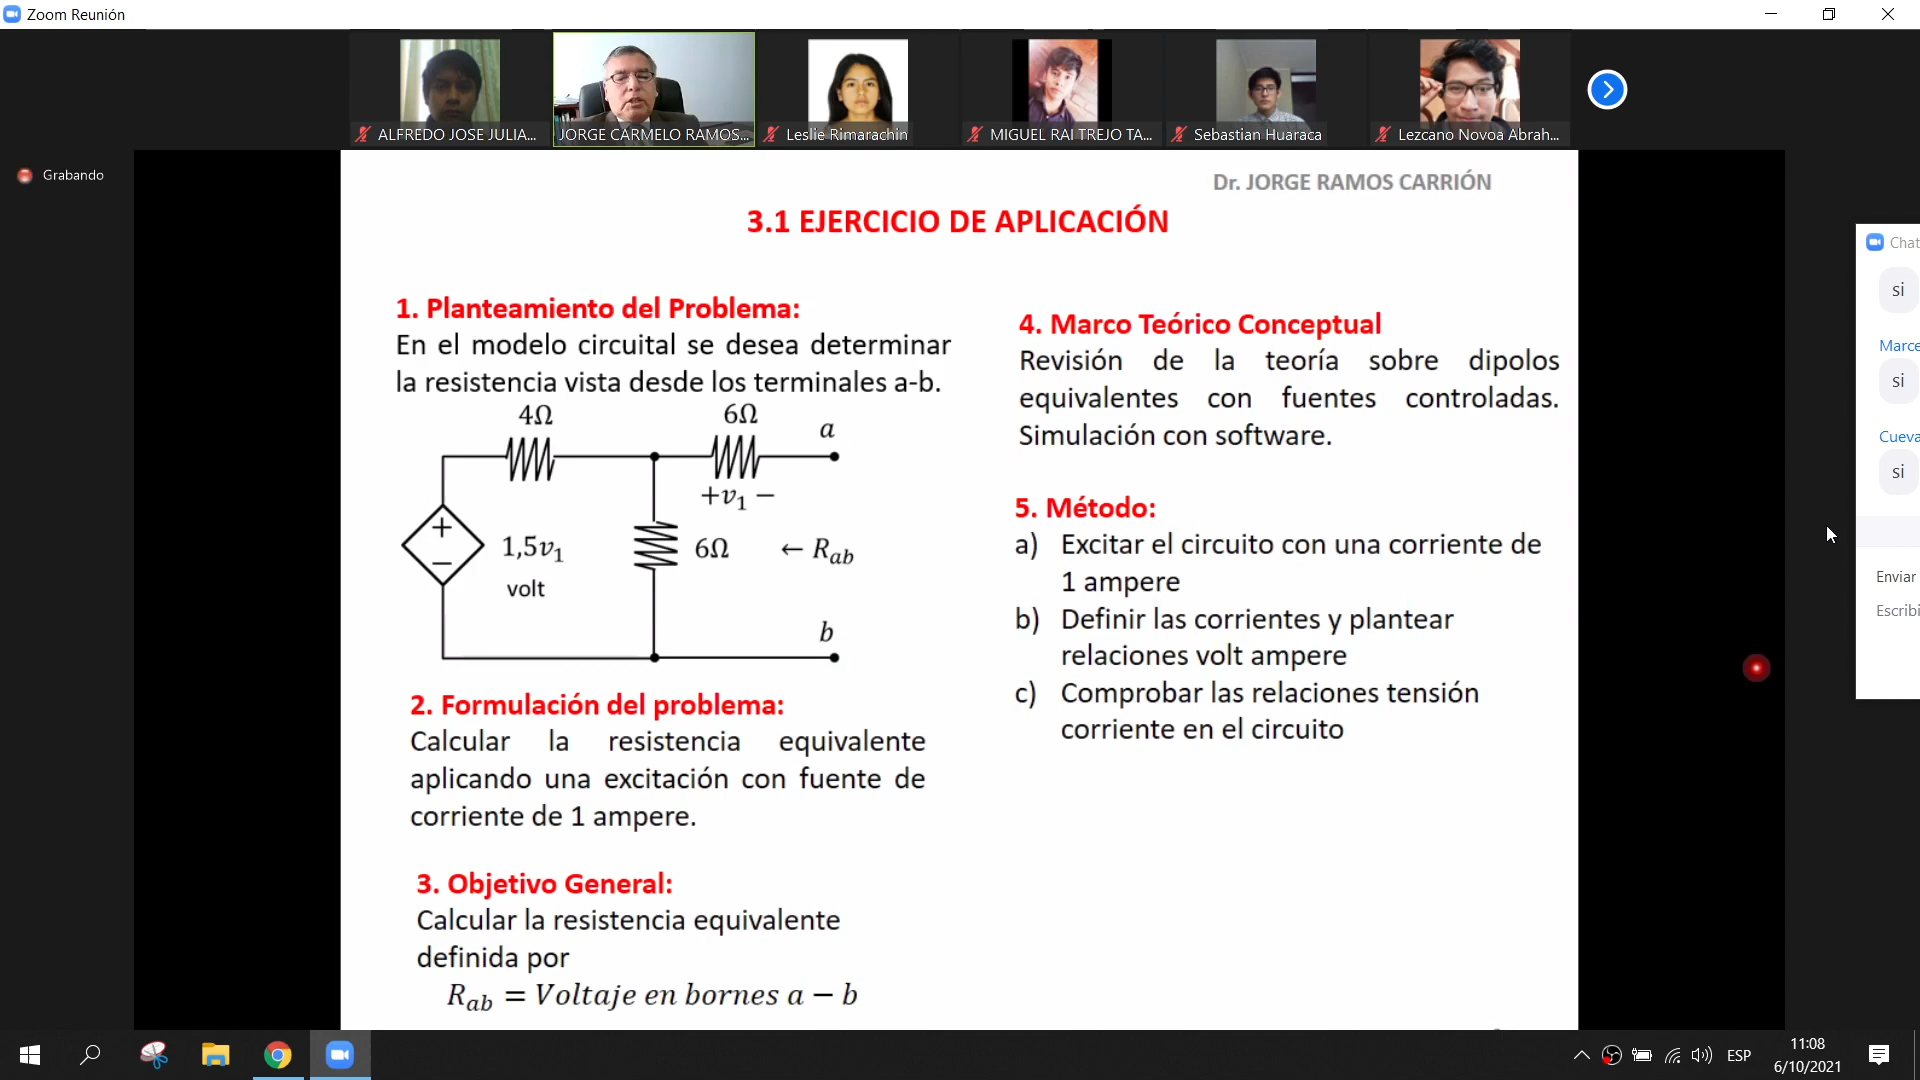 Zoom Reunión
ALFREDO JOSE JULIA...
JORGE CARMELO RAMOS...
Leslie Rimarachin
MIGUEL RAI TREJO TA...
Sebastian Huaraca
Lezcano Novoa Abrah...
Grabando
Dr. JORGE RAMOS CARRIÓN
3.1 EJERCICIO DE APLICACIÓN
1. Planteamiento del Problema:
En el modelo circuital se desea determinar
la resistencia vista desde los terminales a-b.
4Ω
6Ω
a
+v₁ −
+
−
1,5v₁
volt
6Ω
← R_ab
b
2. Formulación del problema:
Calcular la resistencia equivalente
aplicando una excitación con fuente de
corriente de 1 ampere.
3. Objetivo General:
Calcular la resistencia equivalente
definida por
R_ab = Voltaje en bornes a − b
4. Marco Teórico Conceptual
Revisión de la teoría sobre dipolos
equivalentes con fuentes controladas.
Simulación con software.
5. Método:
a) Excitar el circuito con una corriente de
1 ampere
b) Definir las corrientes y plantear
relaciones volt ampere
c) Comprobar las relaciones tensión
corriente en el circuito
Chat
si
Marce
si
Cueva
si
Enviar
Escribi
ESP
11:08
6/10/2021